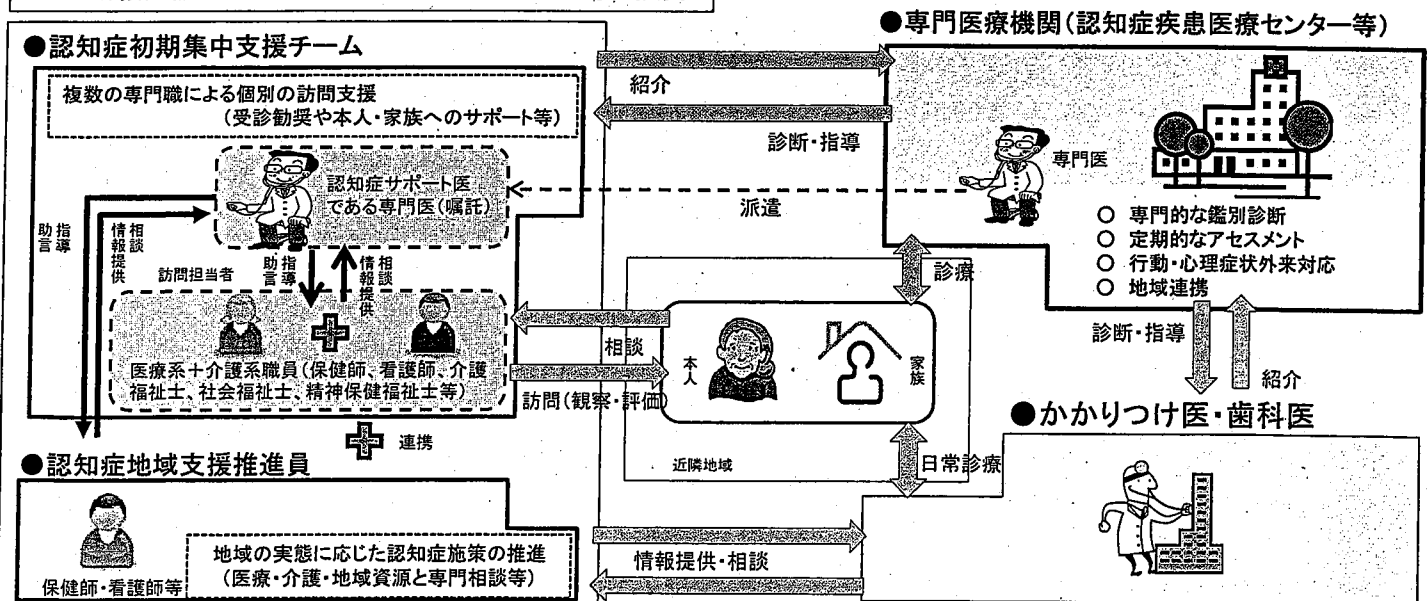 ●認知症初期集中支援チーム
複数の専門職による個別の訪問支援
(受診勧奨や本人・家族へのサポート等)
認知症サポート医
である専門医(嘱託)
指導
助言
相談
情報提供
訪問担当者
指導
助言
相談
情報提供
医療系+介護系職員(保健師、看護師、介護
福祉士、社会福祉士、精神保健福祉士等)
連携
●認知症地域支援推進員
保健師・看護師等
地域の実態に応じた認知症施策の推進
(医療・介護・地域資源と専門相談等)
紹介
診断・指導
派遣
相談
訪問(観察・評価)
本人
家族
近隣地域
診療
日常診療
情報提供・相談
●専門医療機関(認知症疾患医療センター等)
専門医
○ 専門的な鑑別診断
○ 定期的なアセスメント
○ 行動・心理症状外来対応
○ 地域連携
診断・指導
紹介
●かかりつけ医・歯科医